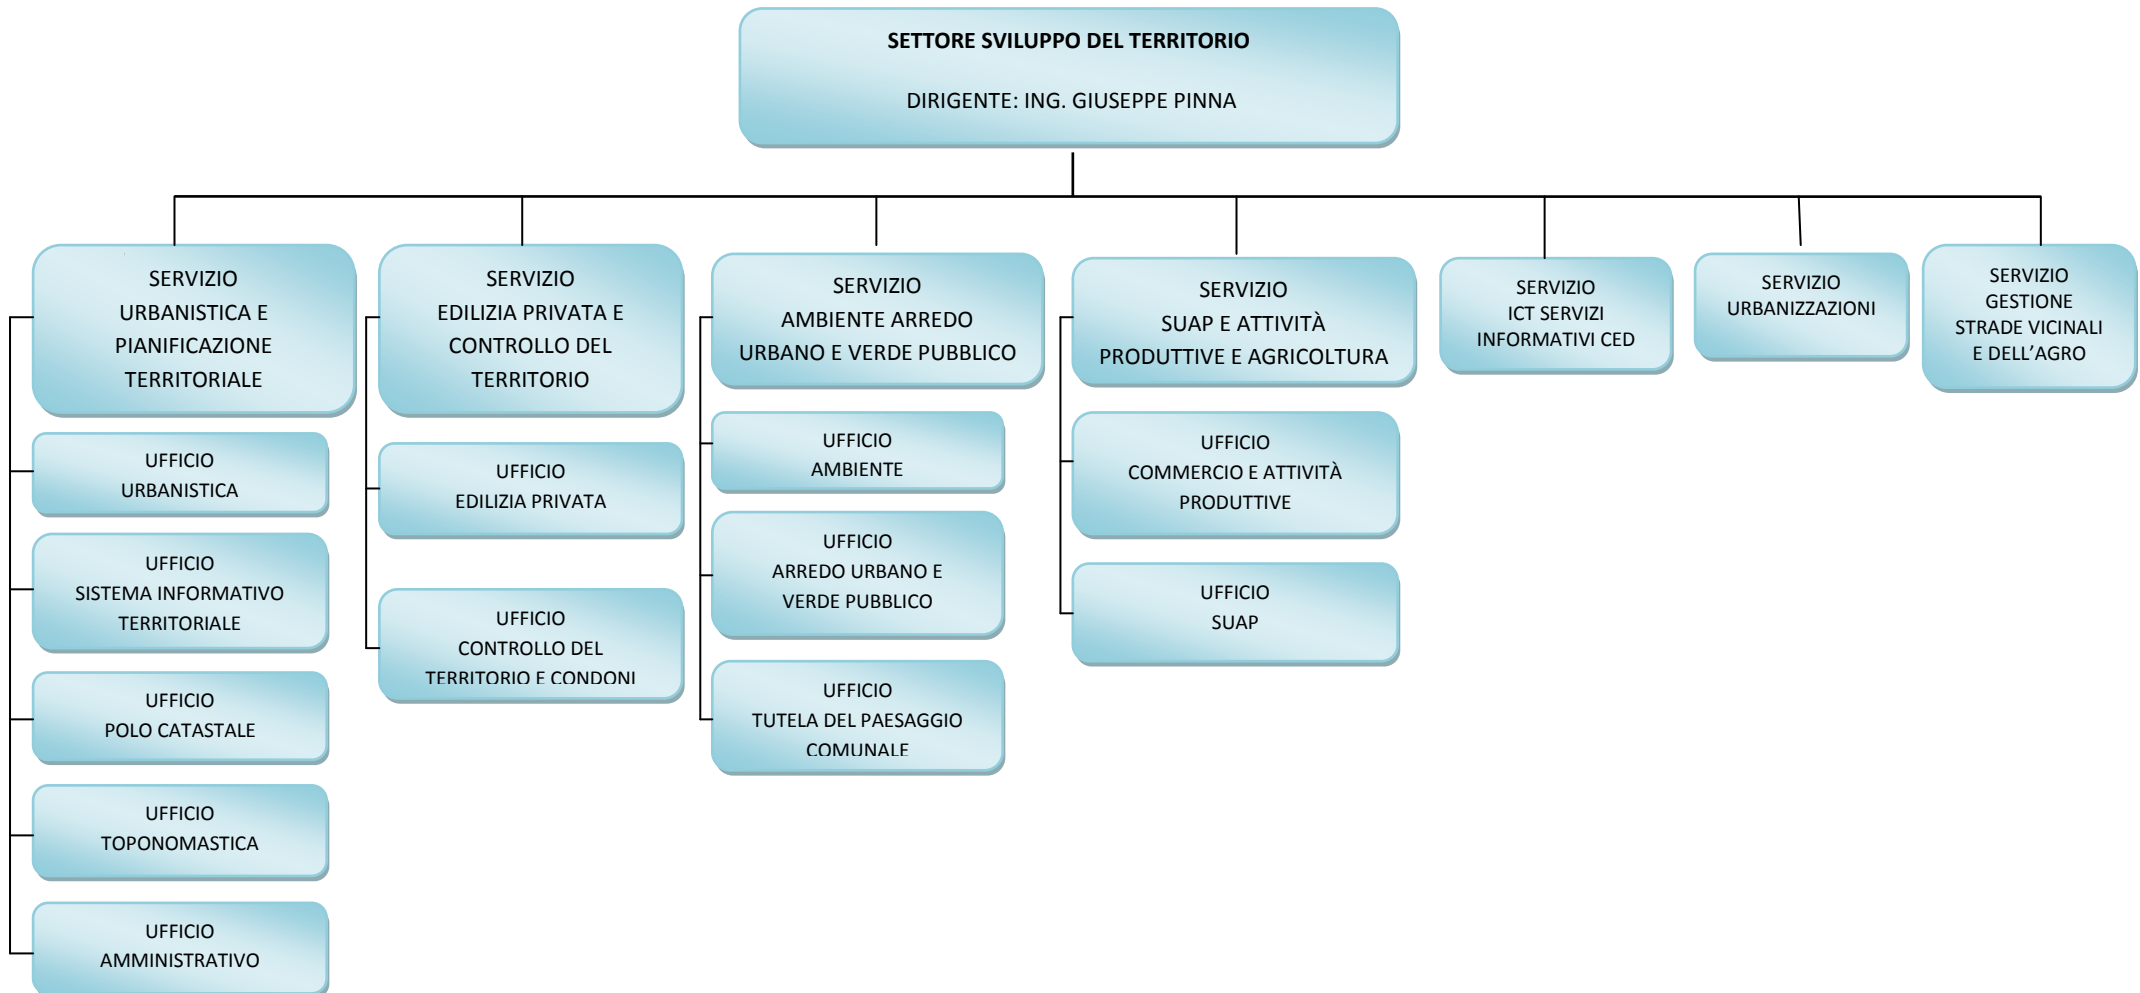 SETTORE SVILUPPO DEL TERRITORIO
DIRIGENTE: ING. GIUSEPPE PINNA
SERVIZIO
URBANISTICA E
PIANIFICAZIONE
TERRITORIALE
UFFICIO
URBANISTICA
UFFICIO
SISTEMA INFORMATIVO
TERRITORIALE
UFFICIO
POLO CATASTALE
UFFICIO
TOPONOMASTICA
UFFICIO
AMMINISTRATIVO
SERVIZIO
EDILIZIA PRIVATA E
CONTROLLO DEL
TERRITORIO
UFFICIO
EDILIZIA PRIVATA
UFFICIO
CONTROLLO DEL
TERRITORIO E CONDONI
SERVIZIO
AMBIENTE ARREDO
URBANO E VERDE PUBBLICO
UFFICIO
AMBIENTE
UFFICIO
ARREDO URBANO E
VERDE PUBBLICO
UFFICIO
TUTELA DEL PAESAGGIO
COMUNALE
SERVIZIO
SUAP E ATTIVITÀ
PRODUTTIVE E AGRICOLTURA
UFFICIO
COMMERCIO E ATTIVITÀ
PRODUTTIVE
UFFICIO
SUAP
SERVIZIO
ICT SERVIZI
INFORMATIVI CED
SERVIZIO
URBANIZZAZIONI
SERVIZIO
GESTIONE
STRADE VICINALI
E DELL’AGRO